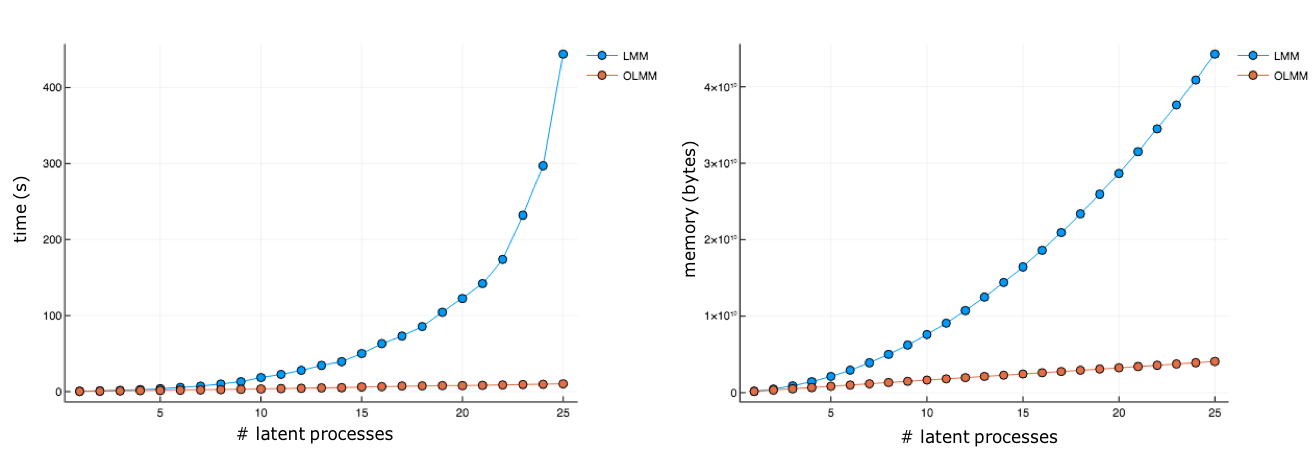 LMM
OLMM
400
300
200
100
0
5
10
15
20
25
time (s)
# latent processes
LMM
OLMM
4×10¹⁰
3×10¹⁰
2×10¹⁰
1×10¹⁰
0
5
10
15
20
25
memory (bytes)
# latent processes